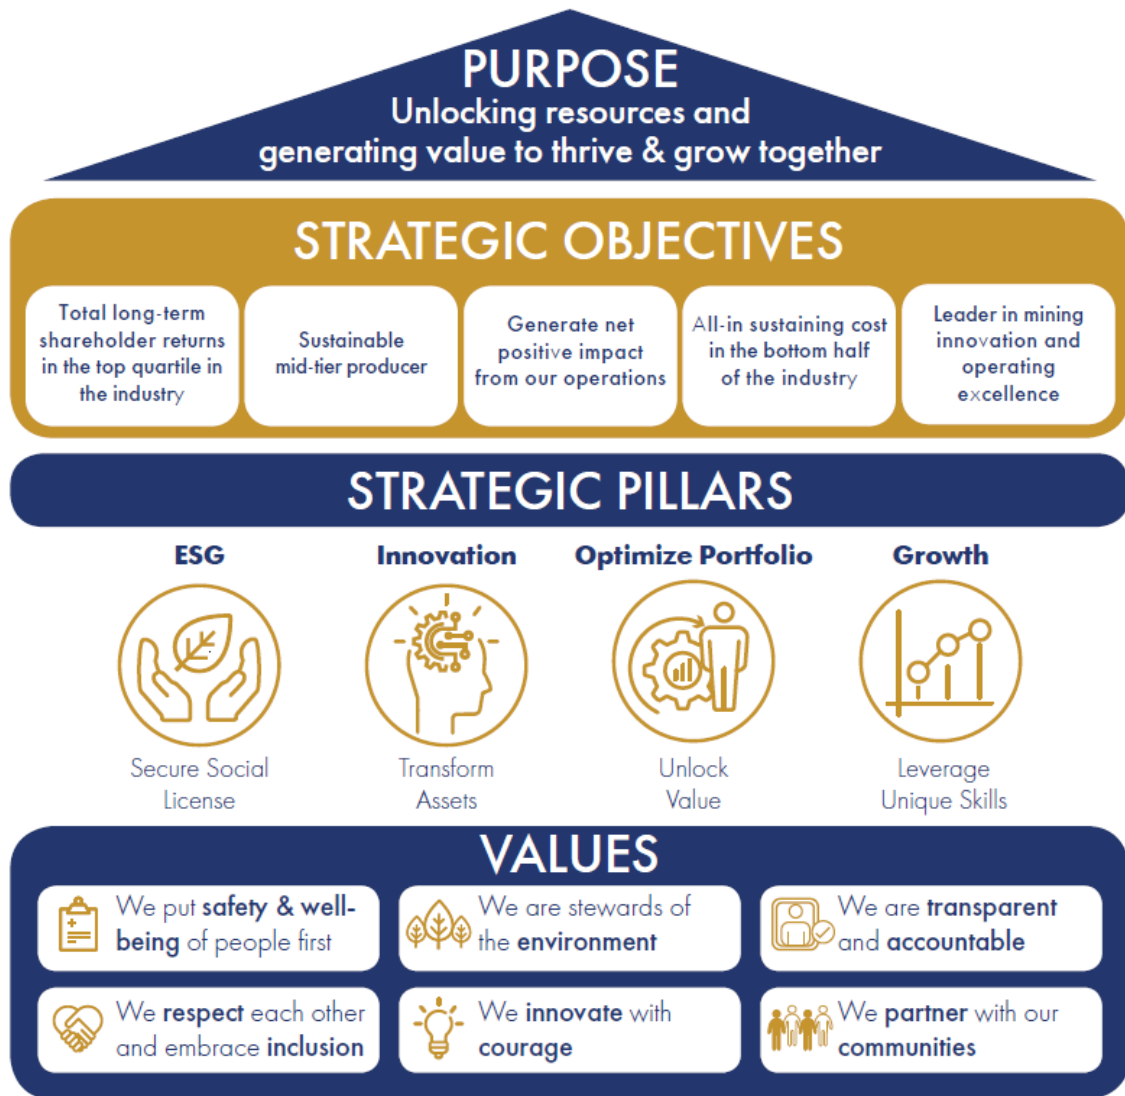 PURPOSE
Unlocking resources and
generating value to thrive & grow together
STRATEGIC OBJECTIVES
Total long-term
shareholder returns
in the top quartile in
the industry
Sustainable
mid-tier producer
Generate net
positive impact
from our operations
All-in sustaining cost
in the bottom half
of the industry
Leader in mining
innovation and
operating
excellence
STRATEGIC PILLARS
ESG
Secure Social
License
Innovation
Transform
Assets
Optimize Portfolio
Unlock
Value
Growth
Leverage
Unique Skills
VALUES
We put safety & well-
being of people first
We are stewards of
the environment
We are transparent
and accountable
We respect each other
and embrace inclusion
We innovate with
courage
We partner with our
communities